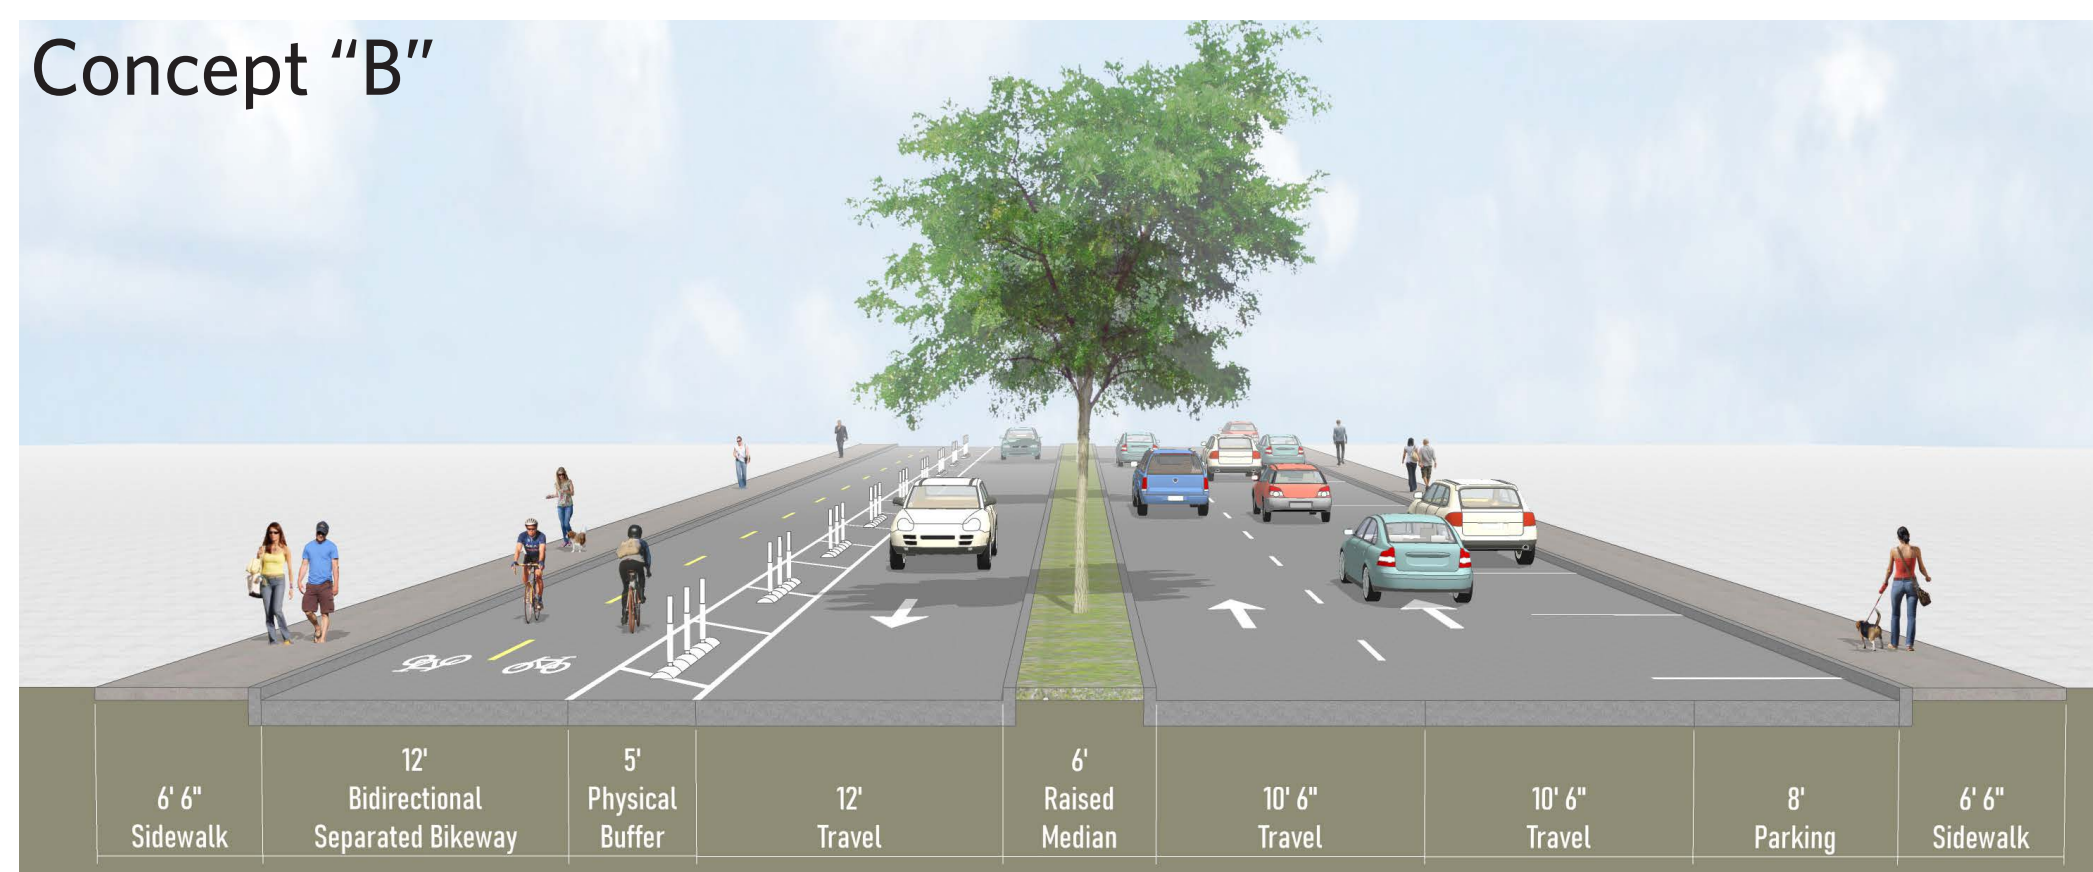 Concept “B”
6' 6"
Sidewalk
12'
Bidirectional
Separated Bikeway
5'
Physical
Buffer
12'
Travel
6'
Raised
Median
10' 6"
Travel
10' 6"
Travel
8'
Parking
6' 6"
Sidewalk